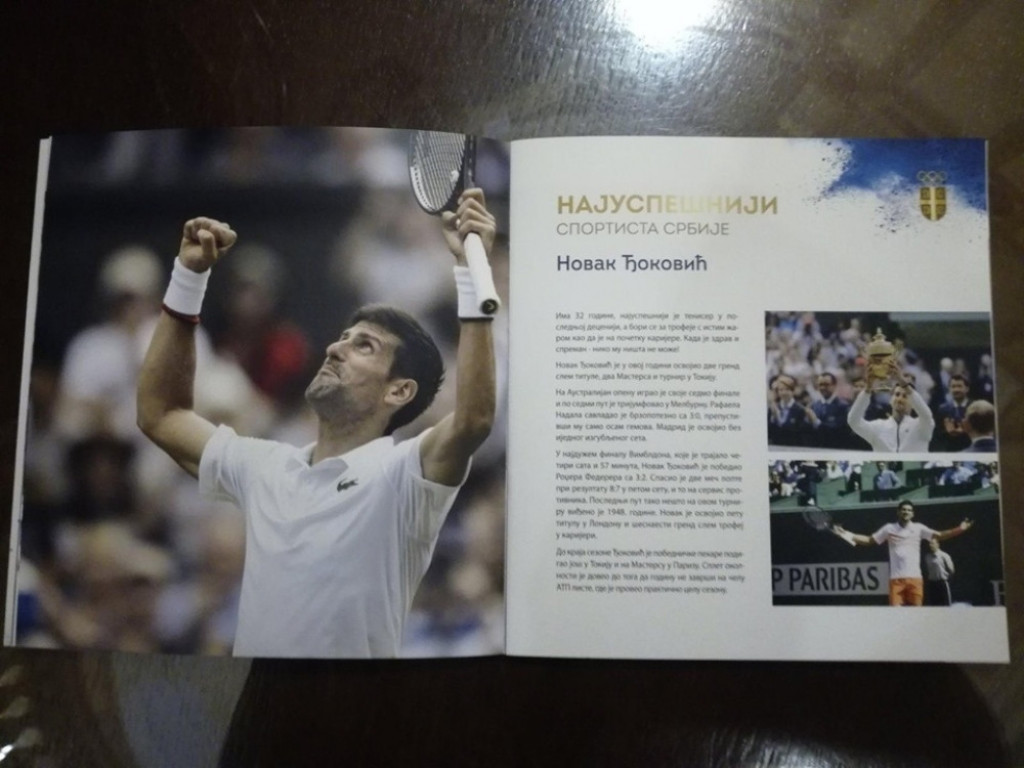 НАЈУСПЕШНИЈИ
СПОРТИСТА СРБИЈЕ
Новак Ђоковић
Има 32 године, најуспешнији је тенисер у по-
следњој деценији, а бори се за трофеје с истим жа-
ром као да је на почетку каријере. Када је здрав и
спреман - нико му ништа не може!
Новак Ђоковић је у овој години освојио две гренд
слем титуле, два Мастерса и турнир у Токију.
На Аустралијан опену играо је своје седмо финале
и по седми пут је тријумфовао у Мелбурну. Рафаела
Надала савладао је брзопотезно са 3:0, препустив-
вши му само осам гемова. Мадрид је освојио без
иједног изгубљеног сета.
У најдужем финалу Вимблдона, које је трајало че-
тири сата и 57 минута, Новак Ђоковић је победио
Роџера Федерера са 3:2. Спасио је две меч лопте
при резултату 8:7 у петом сету, и то на сервис про-
тивника. Последњи пут тако нешто на овом турни-
ру виђено је 1948. године. Новак је освојио пету
титулу у Лондону и шеснаести гренд слем трофеј
у каријери.
До краја сезоне Ђоковић је победничке пехаре поди-
гао још у Токију и на Мастерсу у Паризу. Сплет окол-
ности је довео до тога да годину не заврши на челу
АТП листе, где је провео практично целу сезону.
P PARIBAS